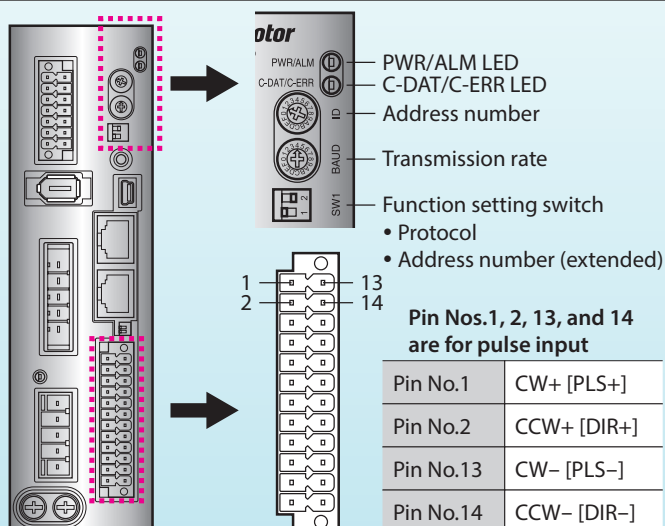 otor
PWR/ALM
PWR/ALM LED
C-DAT/C-ERR
C-DAT/C-ERR LED
ID
Address number
BAUD
Transmission rate
SW1
1 2
Function setting switch
• Protocol
• Address number (extended)
1
13
2
14
Pin Nos.1, 2, 13, and 14
are for pulse input
Pin No.1 CW+ [PLS+]
Pin No.2 CCW+ [DIR+]
Pin No.13 CW– [PLS–]
Pin No.14 CCW– [DIR–]